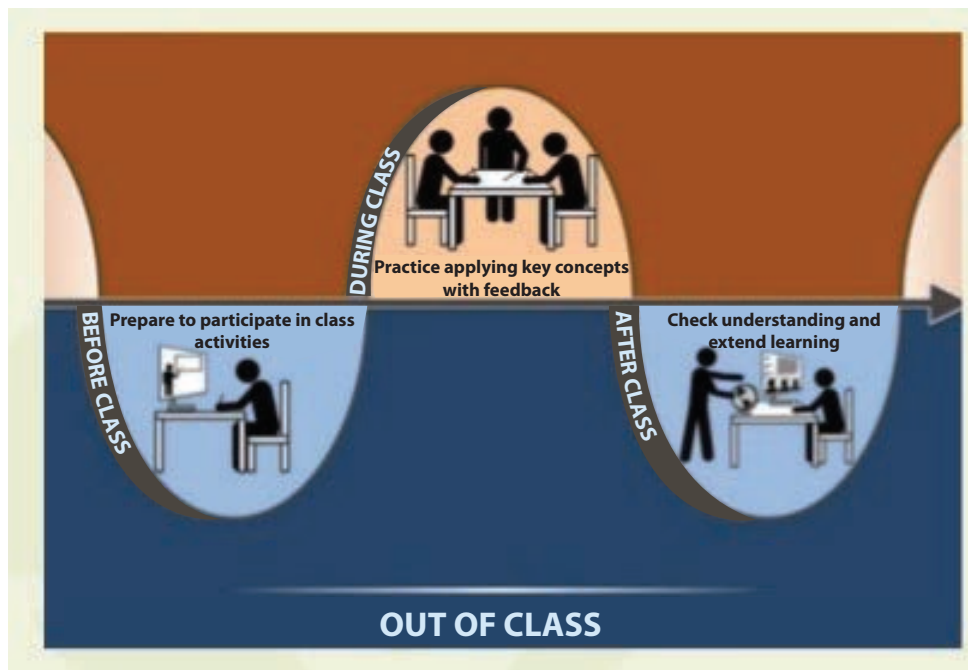 DURING CLASS
Practice applying key concepts
with feedback
BEFORE CLASS
Prepare to participate in class
activities
AFTER CLASS
Check understanding and
extend learning
OUT OF CLASS